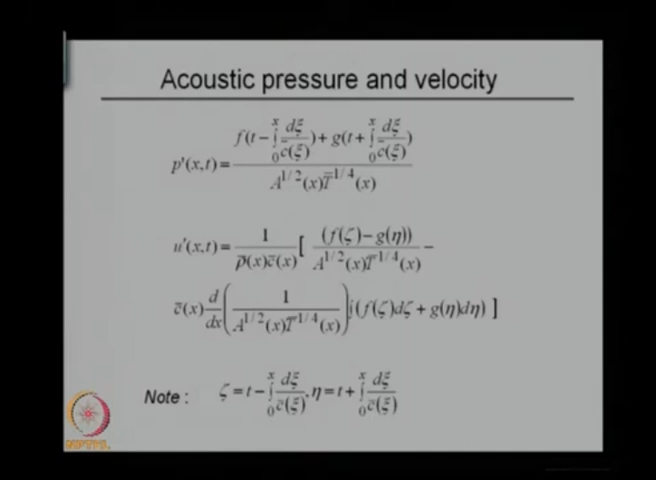 Acoustic pressure and velocity
p'(x,t) = (f(t − ∫₀ˣ dξ/c̄(ξ)) + g(t + ∫₀ˣ dξ/c̄(ξ))) / (A^{1/2}(x) T̄^{1/4}(x))
u'(x,t) = 1/(ρ̄(x)c̄(x)) [ (f(ζ) − g(η)) / (A^{1/2}(x) T̄^{1/4}(x)) −
c̄(x) d/dx (1/(A^{1/2}(x) T̄^{1/4}(x))) ∫(f(ζ)dζ + g(η)dη) ]
Note : ζ = t − ∫₀ˣ dξ/c̄(ξ), η = t + ∫₀ˣ dξ/c̄(ξ)
NPTEL